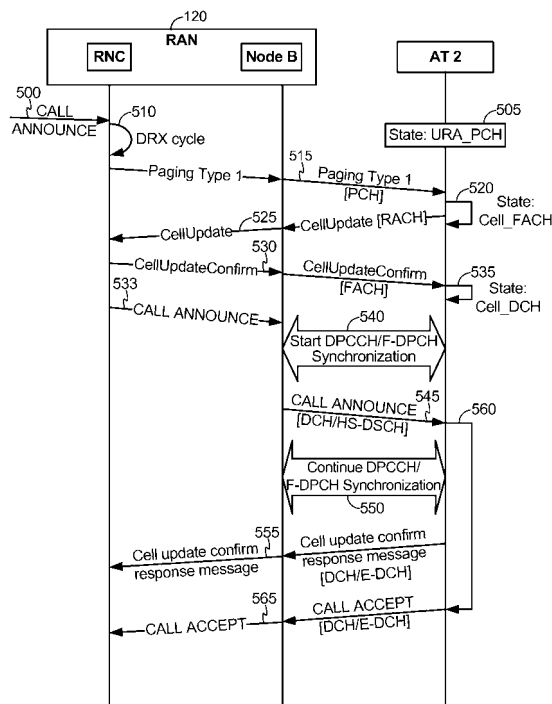 120
RAN
RNC
Node B
AT 2
500
CALL
ANNOUNCE
510
DRX cycle
505
State: URA_PCH
Paging Type 1
515
Paging Type 1
[PCH]
520
State:
Cell_FACH
525
CellUpdate
CellUpdate [RACH]
530
CellUpdateConfirm
CellUpdateConfirm
[FACH]
535
State:
Cell_DCH
533
CALL ANNOUNCE
540
Start DPCCH/F-DPCH
Synchronization
CALL ANNOUNCE
[DCH/HS-DSCH]
545
560
Continue DPCCH/
F-DPCH Synchronization
550
555
Cell update confirm
response message
Cell update confirm
response message
[DCH/E-DCH]
565
CALL ACCEPT
CALL ACCEPT
[DCH/E-DCH]